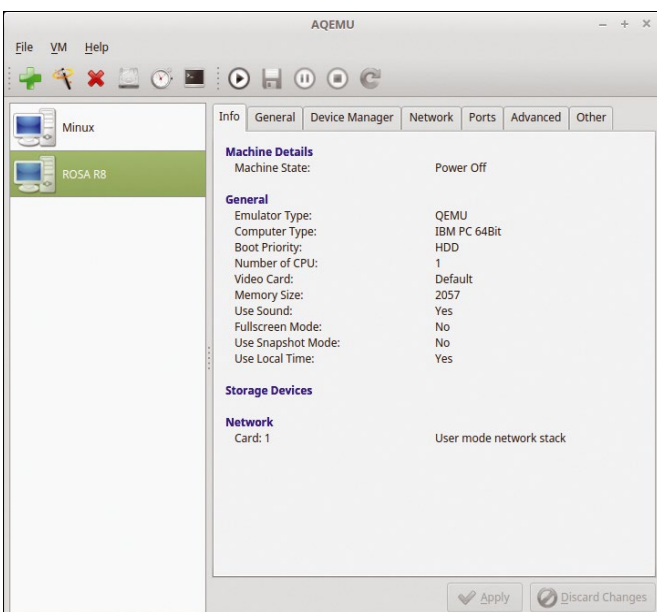 AQEMU
File VM Help
Minux
ROSA R8
Info General Device Manager Network Ports Advanced Other
Machine Details
Machine State: Power Off
General
Emulator Type: QEMU
Computer Type: IBM PC 64Bit
Boot Priority: HDD
Number of CPU: 1
Video Card: Default
Memory Size: 2057
Use Sound: Yes
Fullscreen Mode: No
Use Snapshot Mode: No
Use Local Time: Yes
Storage Devices
Network
Card: 1 User mode network stack
Apply Discard Changes